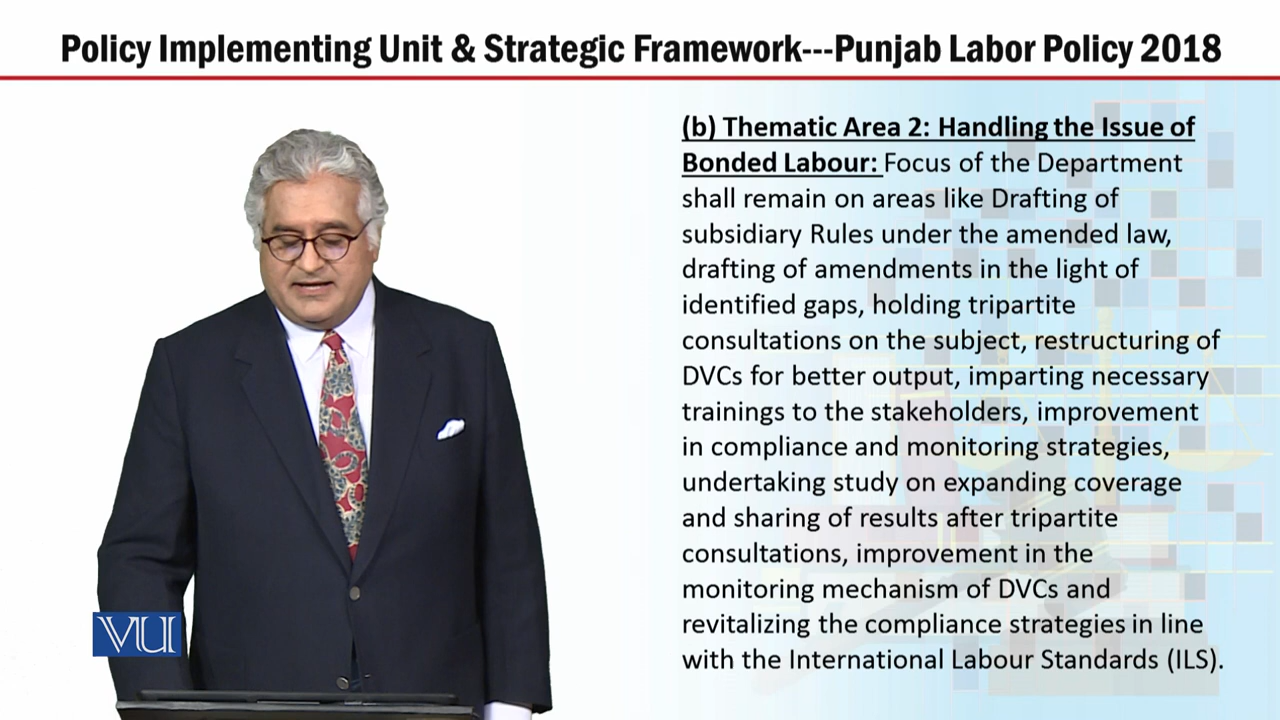 Policy Implementing Unit & Strategic Framework---Punjab Labor Policy 2018
(b) Thematic Area 2: Handling the Issue of
Bonded Labour: Focus of the Department
shall remain on areas like Drafting of
subsidiary Rules under the amended law,
drafting of amendments in the light of
identified gaps, holding tripartite
consultations on the subject, restructuring of
DVCs for better output, imparting necessary
trainings to the stakeholders, improvement
in compliance and monitoring strategies,
undertaking study on expanding coverage
and sharing of results after tripartite
consultations, improvement in the
monitoring mechanism of DVCs and
revitalizing the compliance strategies in line
with the International Labour Standards (ILS).
VU